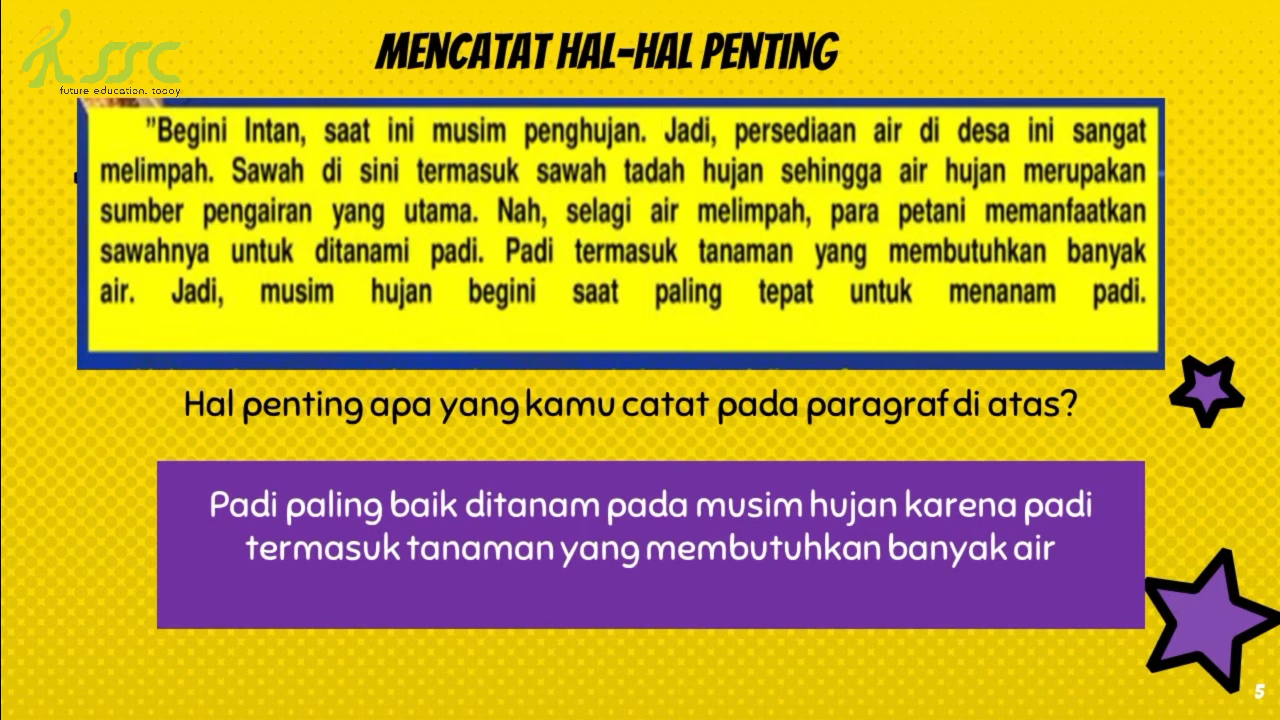 SSC
future education. today
MENCATAT HAL-HAL PENTING
"Begini Intan, saat ini musim penghujan. Jadi, persediaan air di desa ini sangat
melimpah. Sawah di sini termasuk sawah tadah hujan sehingga air hujan merupakan
sumber pengairan yang utama. Nah, selagi air melimpah, para petani memanfaatkan
sawahnya untuk ditanami padi. Padi termasuk tanaman yang membutuhkan banyak
air. Jadi, musim hujan begini saat paling tepat untuk menanam padi.
Hal penting apa yang kamu catat pada paragraf di atas?
Padi paling baik ditanam pada musim hujan karena padi
termasuk tanaman yang membutuhkan banyak air
5